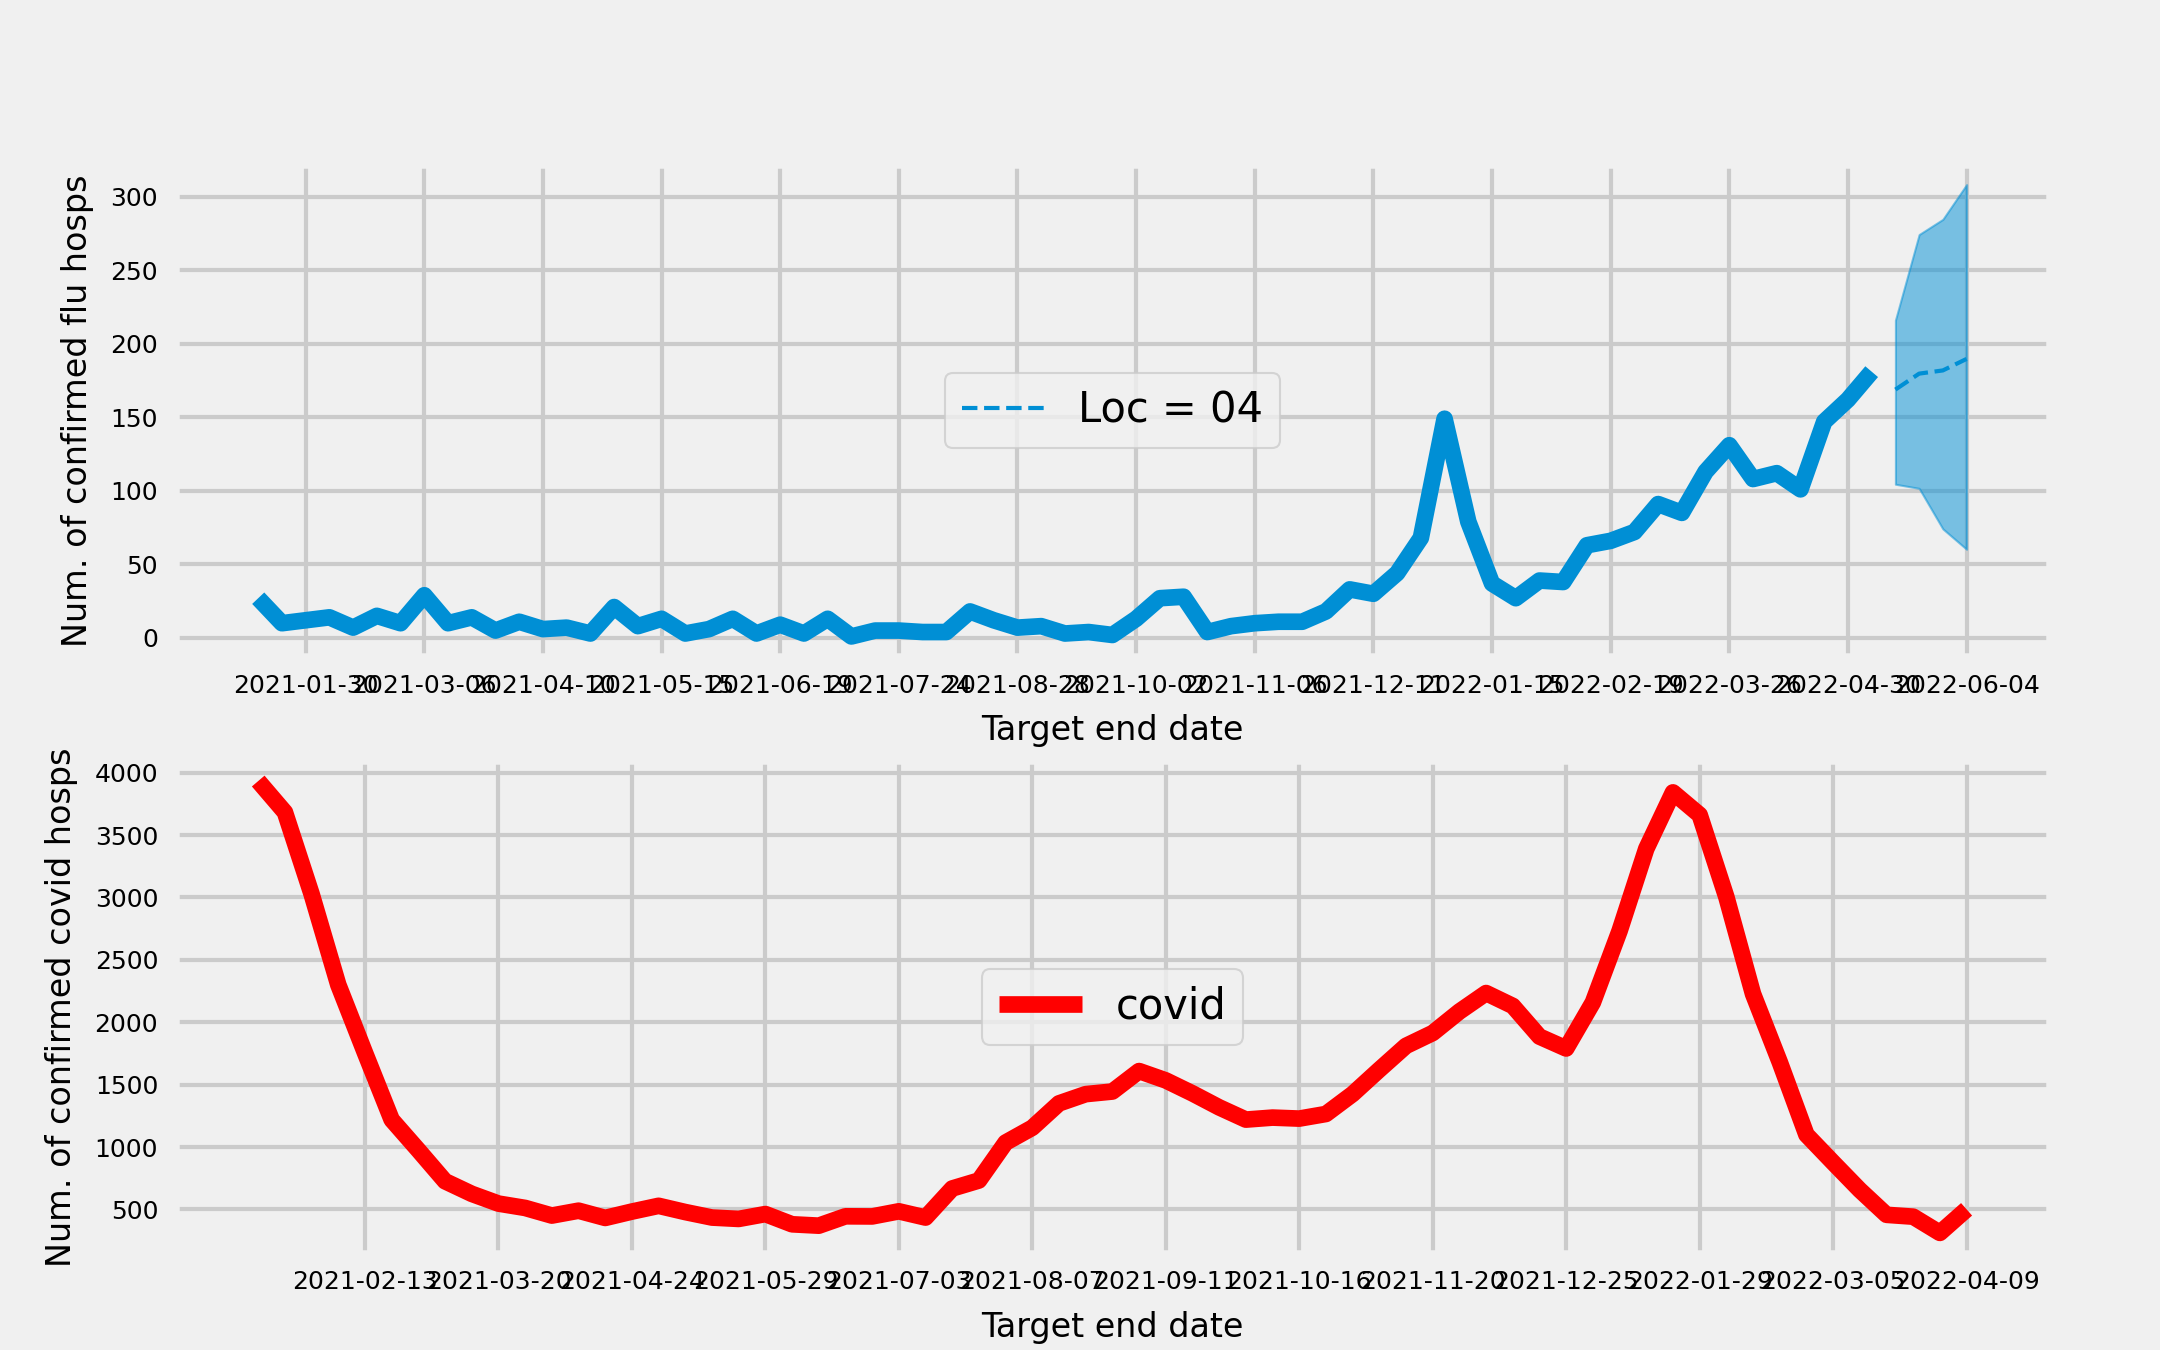 Num. of confirmed flu hosps
300
250
200
150
100
50
0
Loc = 04
2021-01-30 2021-03-06 2021-04-10 2021-05-15 2021-06-19 2021-07-24 2021-08-28 2021-10-02 2021-11-06 2021-12-11 2022-01-15 2022-02-19 2022-03-26 2022-04-30 2022-06-04
Target end date
Num. of confirmed covid hosps
4000
3500
3000
2500
2000
1500
1000
500
covid
2021-02-13 2021-03-20 2021-04-24 2021-05-29 2021-07-03 2021-08-07 2021-09-11 2021-10-16 2021-11-20 2021-12-25 2022-01-29 2022-03-05 2022-04-09
Target end date